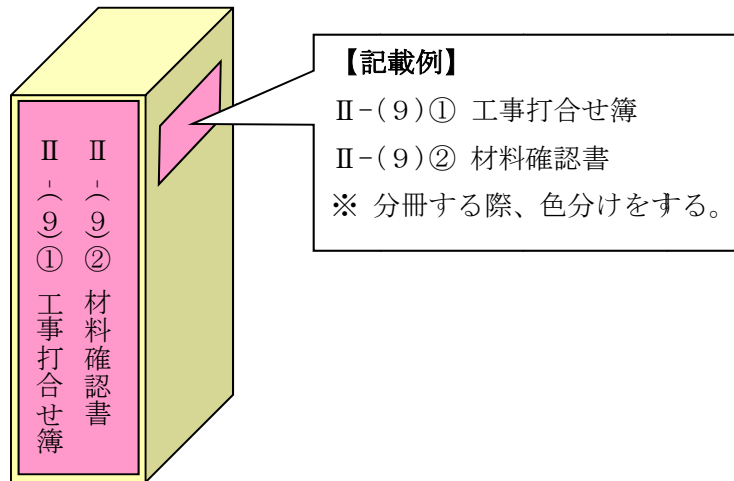 Ⅱ-(9)① 工事打合せ簿
Ⅱ-(9)② 材料確認書
【記載例】
Ⅱ-(9)① 工事打合せ簿
Ⅱ-(9)② 材料確認書
※ 分冊する際、色分けをする。